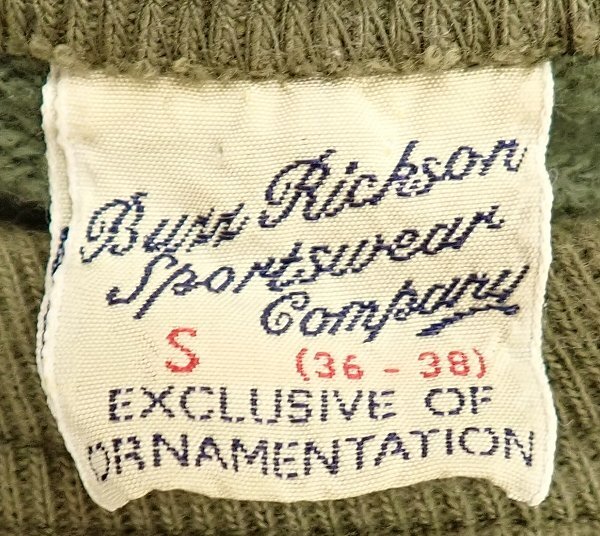 Buzz Rickson
Sportswear
Company
S (36 - 38)
EXCLUSIVE OF
ORNAMENTATION